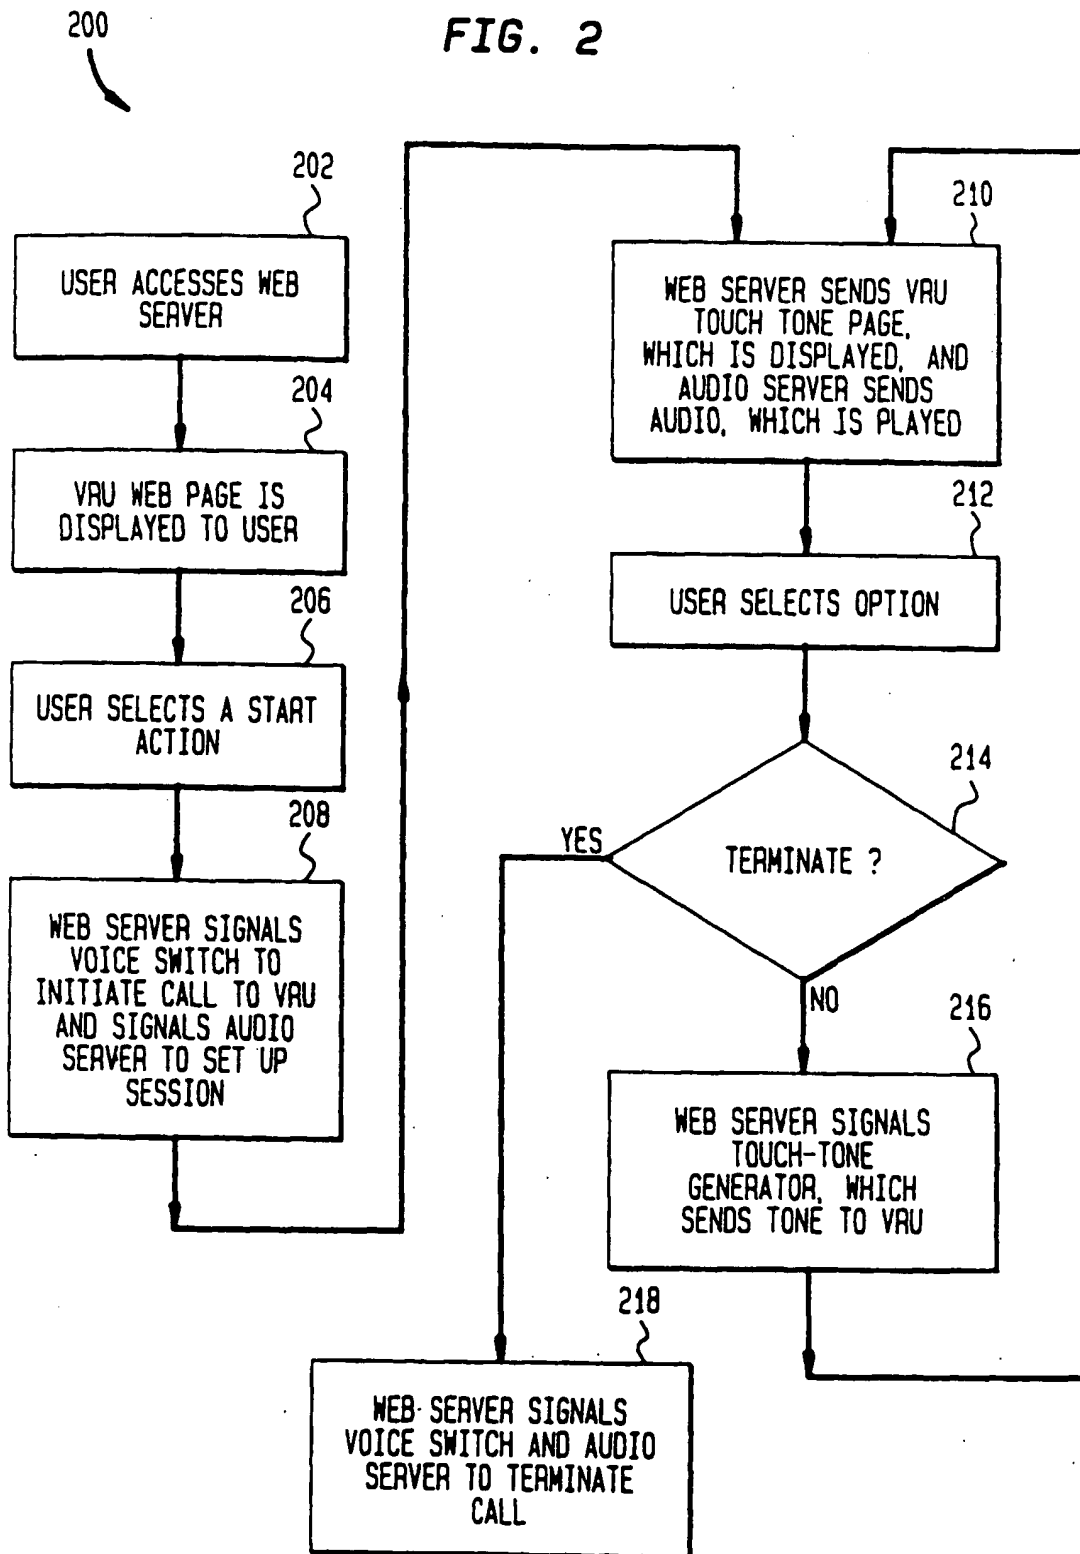 200
FIG. 2
202
USER ACCESSES WEB
SERVER
204
VRU WEB PAGE IS
DISPLAYED TO USER
206
USER SELECTS A START
ACTION
208
WEB SERVER SIGNALS
VOICE SWITCH TO
INITIATE CALL TO VRU
AND SIGNALS AUDIO
SERVER TO SET UP
SESSION
210
WEB SERVER SENDS VRU
TOUCH TONE PAGE,
WHICH IS DISPLAYED, AND
AUDIO SERVER SENDS
AUDIO, WHICH IS PLAYED
212
USER SELECTS OPTION
214
TERMINATE ?
YES
NO
216
WEB SERVER SIGNALS
TOUCH-TONE
GENERATOR, WHICH
SENDS TONE TO VRU
218
WEB SERVER SIGNALS
VOICE SWITCH AND AUDIO
SERVER TO TERMINATE
CALL